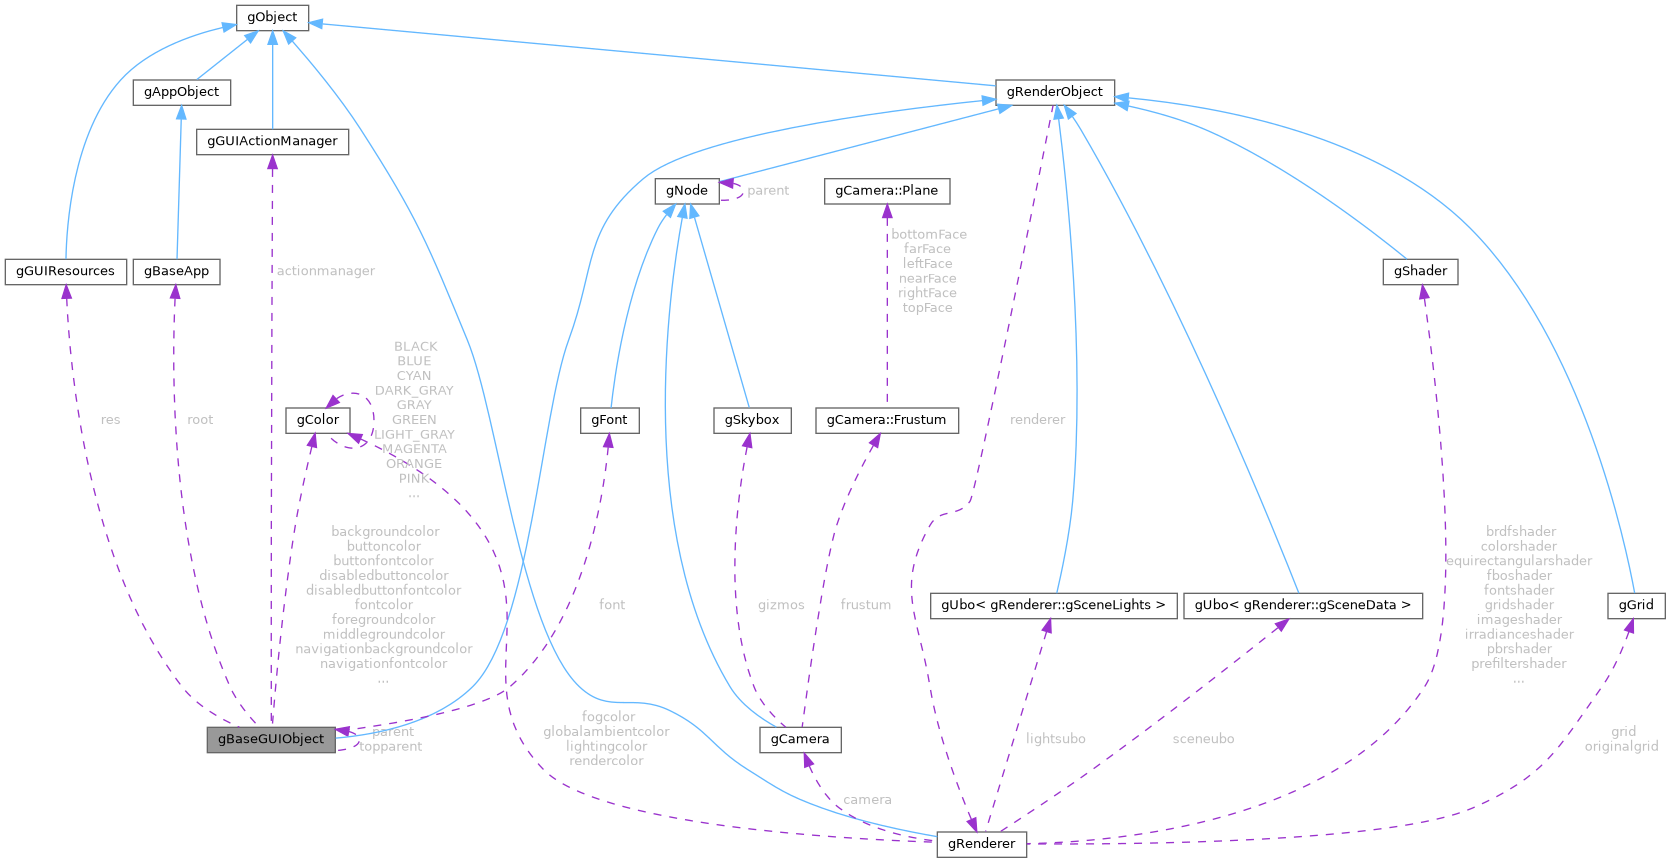 gObject
gAppObject
gRenderObject
gGUIActionManager
gNode
parent
gCamera::Plane
bottomFace
farFace
leftFace
nearFace
rightFace
topFace
gGUIResources
gBaseApp
actionmanager
gShader
BLACK
BLUE
CYAN
DARK_GRAY
GRAY
GREEN
LIGHT_GRAY
MAGENTA
ORANGE
PINK
...
res
root
gColor
gFont
gSkybox
gCamera::Frustum
renderer
backgroundcolor
buttoncolor
buttonfontcolor
disabledbuttoncolor
disabledbuttonfontcolor
fontcolor
foregroundcolor
middlegroundcolor
navigationbackgroundcolor
navigationfontcolor
...
font
gizmos
frustum
gUbo< gRenderer::gSceneLights >
gUbo< gRenderer::gSceneData >
brdfshader
colorshader
equirectangularshader
fboshader
fontshader
gridshader
imageshader
irradianceshader
pbrshader
prefiltershader
...
gGrid
gBaseGUIObject
parent
topparent
fogcolor
globalambientcolor
lightingcolor
rendercolor
gCamera
lightsubo
sceneubo
grid
originalgrid
camera
gRenderer